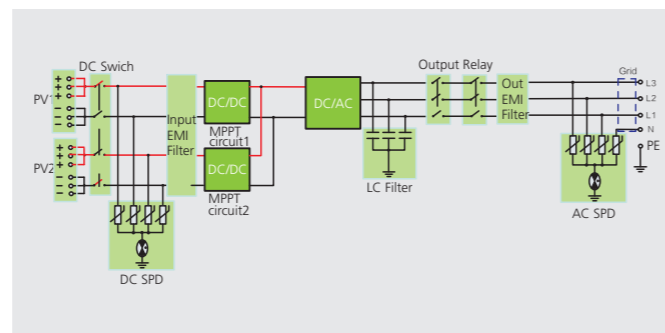 DC Swich
PV1
PV2
+
+
+
−
−
−
+
+
+
−
−
−
DC SPD
Input
EMI
Filter
DC/DC
MPPT
circuit1
DC/DC
MPPT
circuit2
DC/AC
LC Filter
Output Relay
Out
EMI
Filter
Grid
L3
L2
L1
N
PE
AC SPD